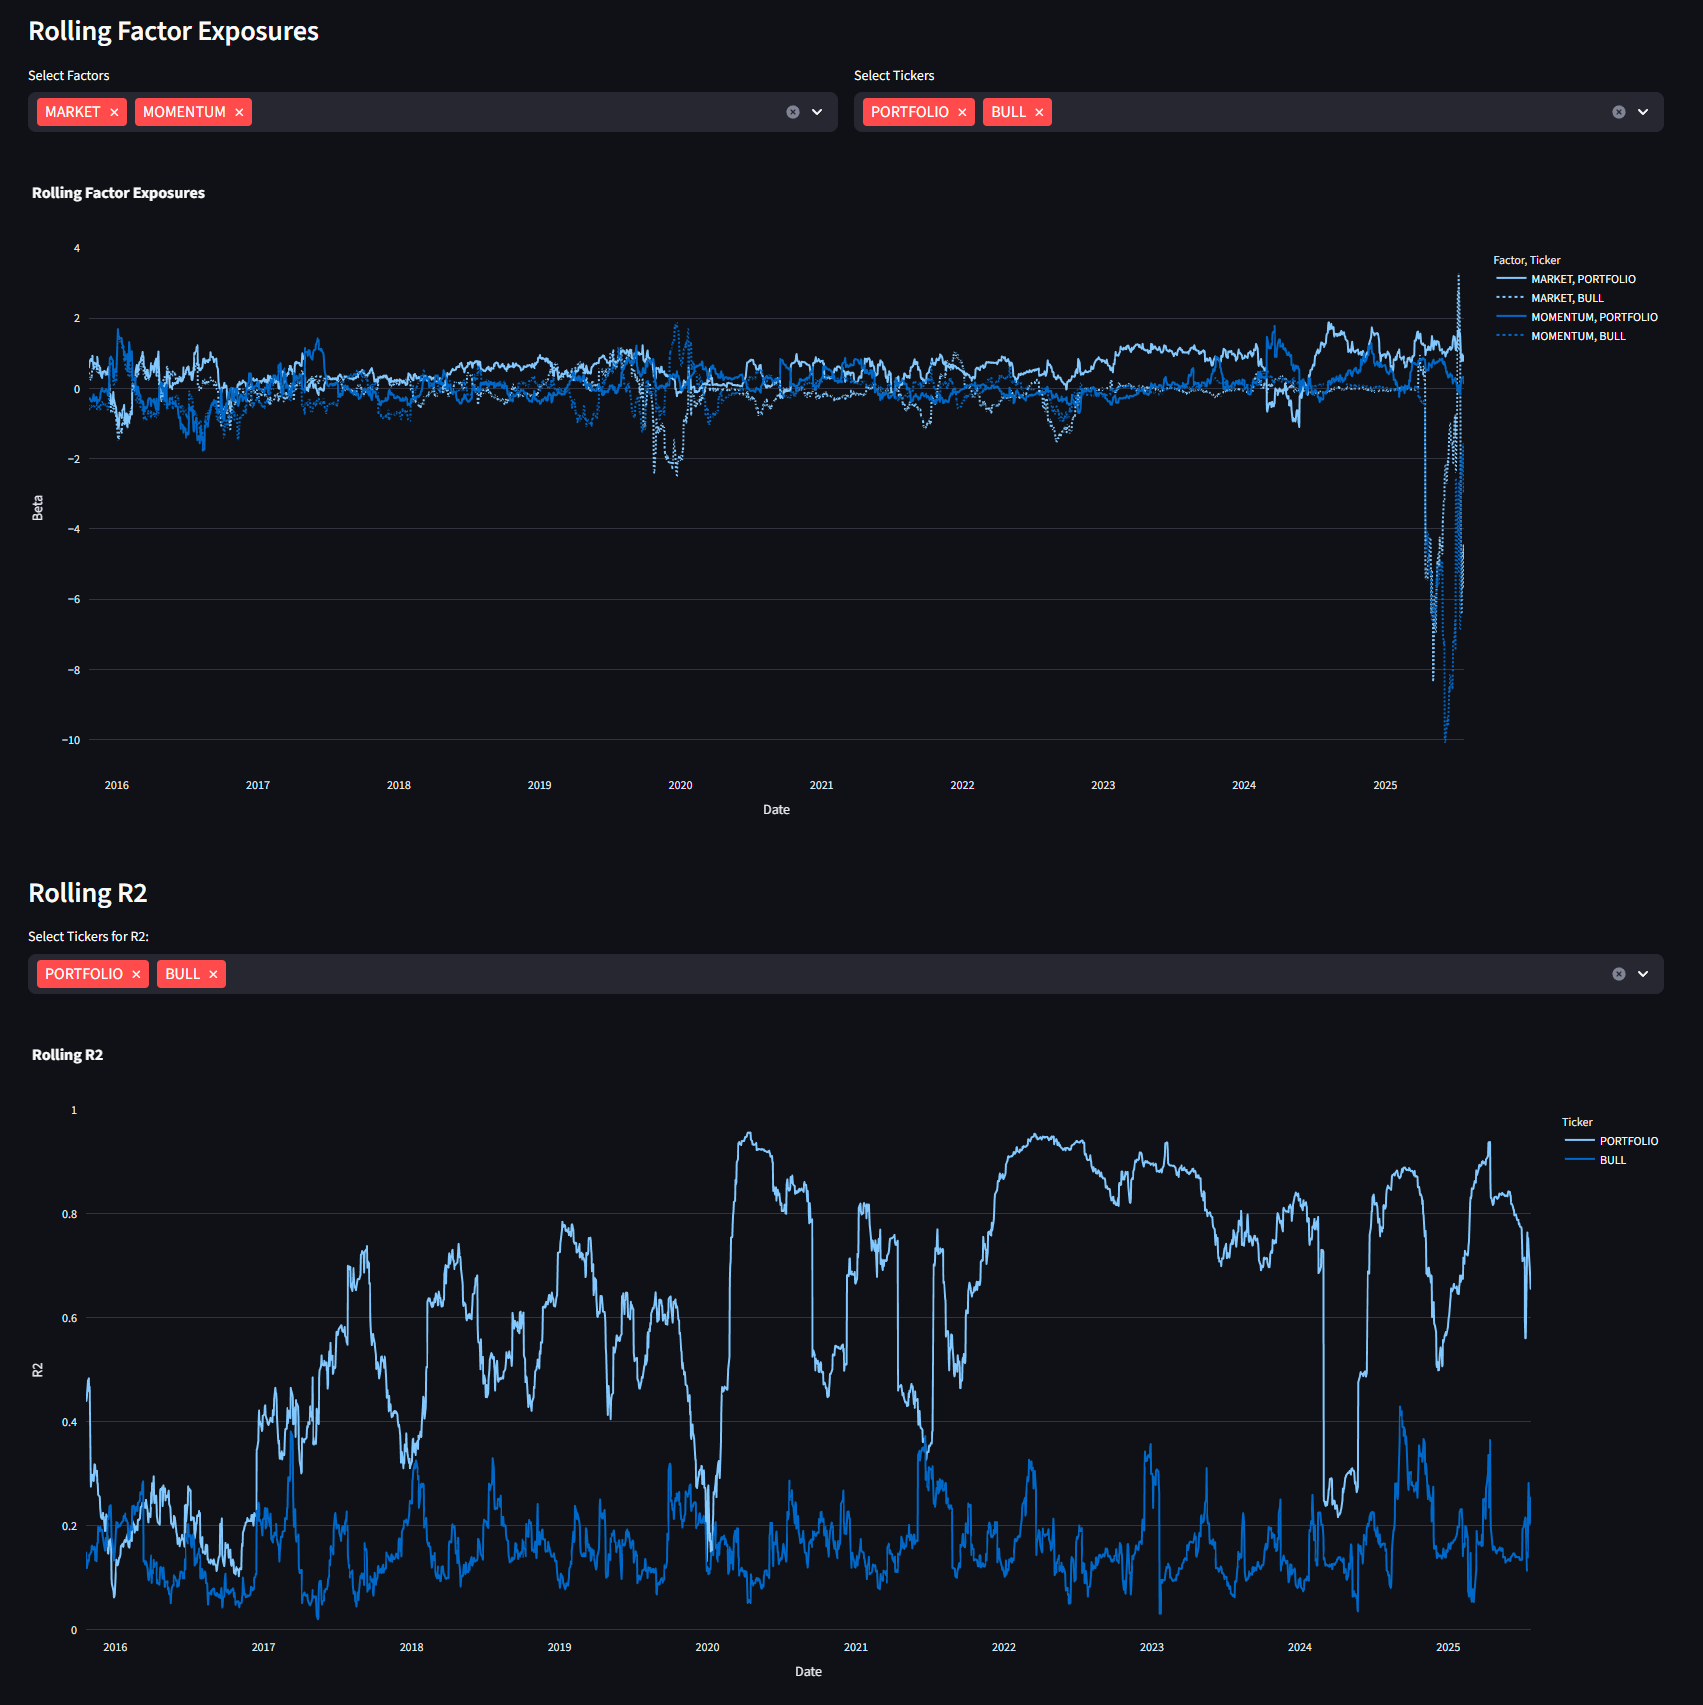 Rolling Factor Exposures
Select Factors
Select Tickers
MARKET
MOMENTUM
PORTFOLIO
BULL
Rolling Factor Exposures
4
2
0
−2
−4
−6
−8
−10
Beta
2016
2017
2018
2019
2020
2021
2022
2023
2024
2025
Date
Factor, Ticker
MARKET, PORTFOLIO
MARKET, BULL
MOMENTUM, PORTFOLIO
MOMENTUM, BULL
Rolling R2
Select Tickers for R2:
PORTFOLIO
BULL
Rolling R2
1
0.8
0.6
0.4
0.2
0
R2
2016
2017
2018
2019
2020
2021
2022
2023
2024
2025
Date
Ticker
PORTFOLIO
BULL